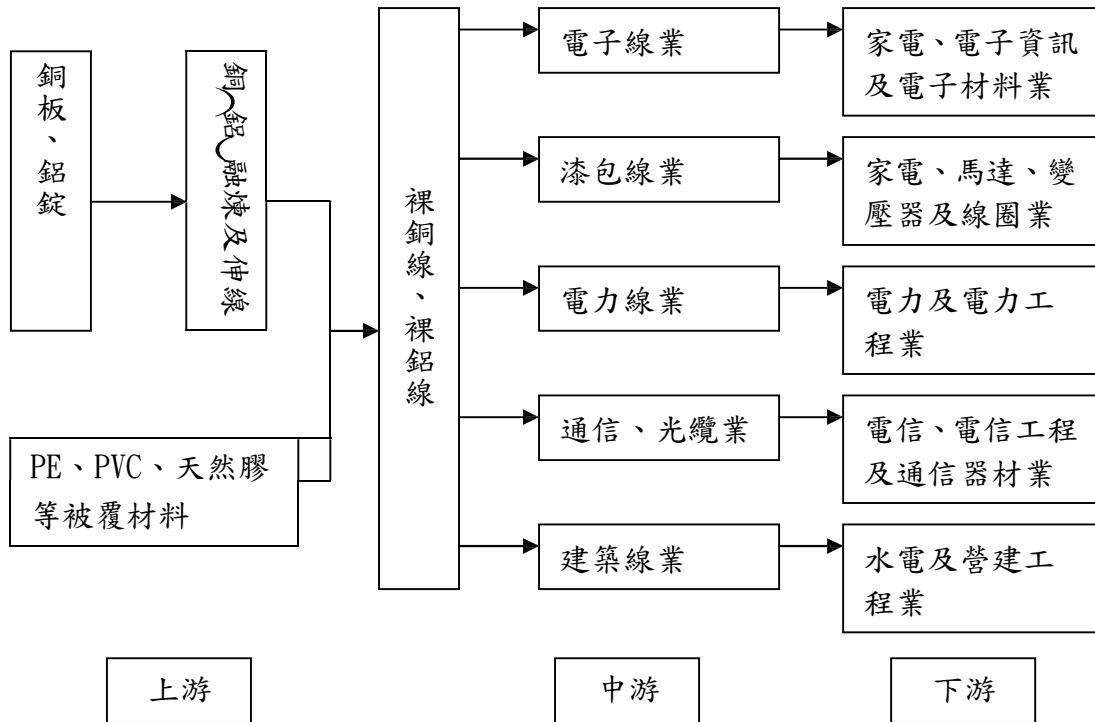 銅板、鋁錠
銅(鋁)融煉及伸線
PE、PVC、天然膠
等被覆材料
裸銅線、裸鋁線
電子線業
家電、電子資訊
及電子材料業
漆包線業
家電、馬達、變
壓器及線圈業
電力線業
電力及電力工
程業
通信、光纜業
電信、電信工程
及通信器材業
建築線業
水電及營建工
程業
上游
中游
下游